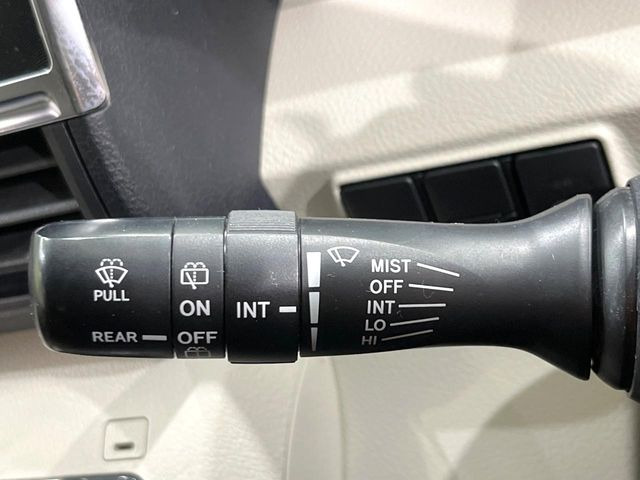 PULL
REAR
ON
OFF
INT
MIST
OFF
INT
LO
HI